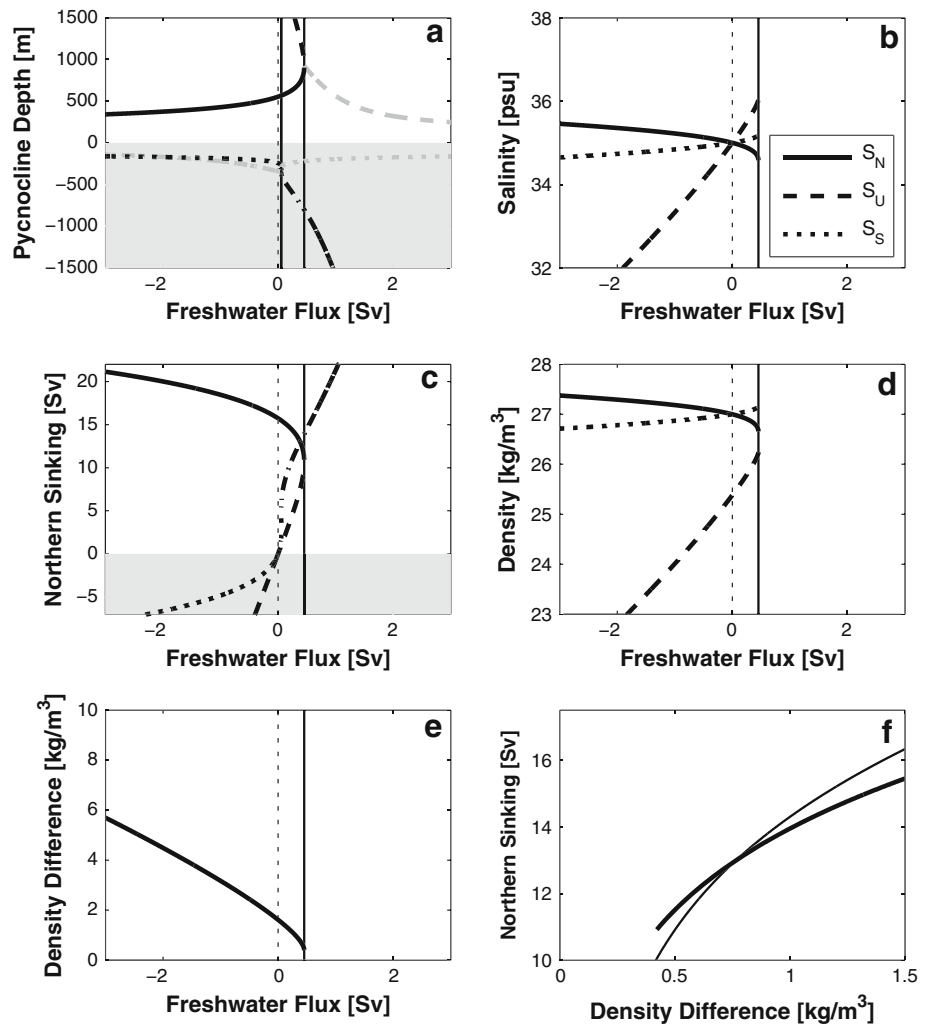 a
Pycnocline Depth [m]
1500
1000
500
0
−500
−1000
−1500
−2 0 2
Freshwater Flux [Sv]
b
Salinity [psu]
38
36
34
32
−2 0 2
Freshwater Flux [Sv]
S_N
S_U
S_S
c
Northern Sinking [Sv]
20
15
10
5
0
−5
−2 0 2
Freshwater Flux [Sv]
d
Density [kg/m³]
28
27
26
25
24
23
−2 0 2
Freshwater Flux [Sv]
e
Density Difference [kg/m³]
10
8
6
4
2
0
−2 0 2
Freshwater Flux [Sv]
f
Northern Sinking [Sv]
16
14
12
10
0 0.5 1 1.5
Density Difference [kg/m³]